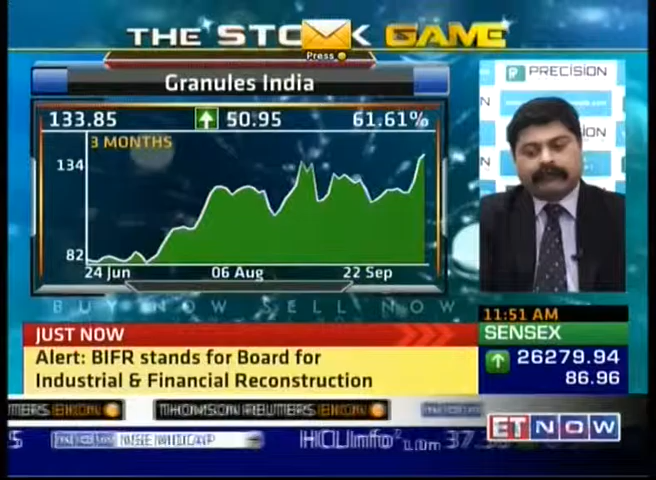 THE STOCK GAME
Press
Granules India
133.85 50.95 61.61%
3 MONTHS
134
82
24 Jun 06 Aug 22 Sep
BUY NOW SELL NOW
PRECISION
11:51 AM
SENSEX
26279.94
86.96
JUST NOW
Alert: BIFR stands for Board for
Industrial & Financial Reconstruction
THOMSON REUTERS
ET NOW